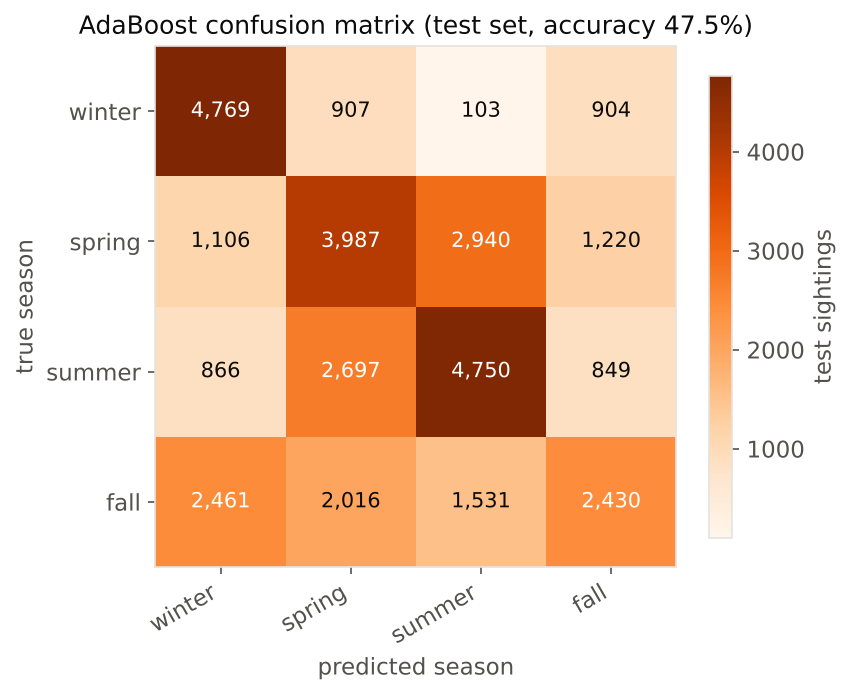 AdaBoost confusion matrix (test set, accuracy 47.5%)
true season
winter 4,769 907 103 904
spring 1,106 3,987 2,940 1,220
summer 866 2,697 4,750 849
fall 2,461 2,016 1,531 2,430
winter spring summer fall
predicted season
4000
3000
2000
1000
test sightings